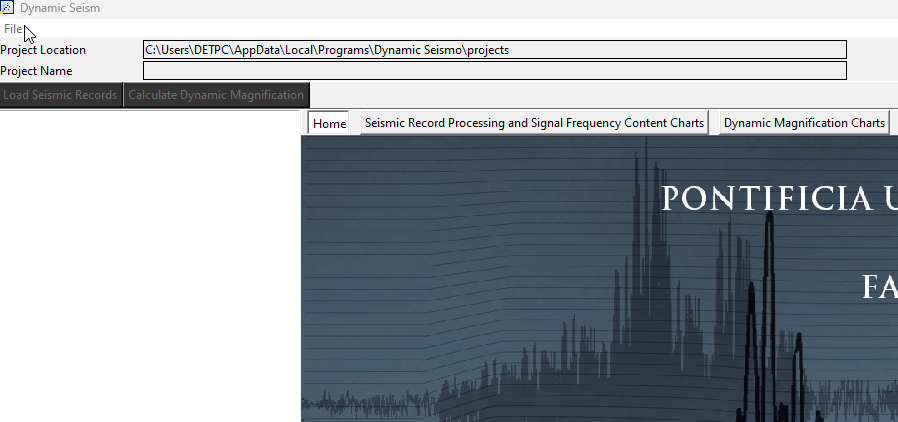 Dynamic Seism
File
Project Location C:\Users\DETPC\AppData\Local\Programs\Dynamic Seismo\projects
Project Name
Load Seismic Records Calculate Dynamic Magnification
Home Seismic Record Processing and Signal Frequency Content Charts Dynamic Magnification Charts
PONTIFICIA U
FA